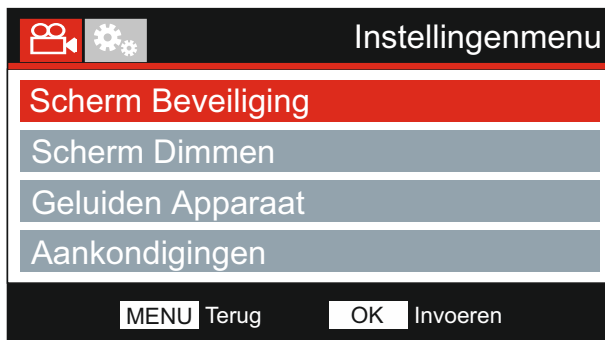 Instellingenmenu
Scherm Beveiliging
Scherm Dimmen
Geluiden Apparaat
Aankondigingen
MENU Terug OK Invoeren